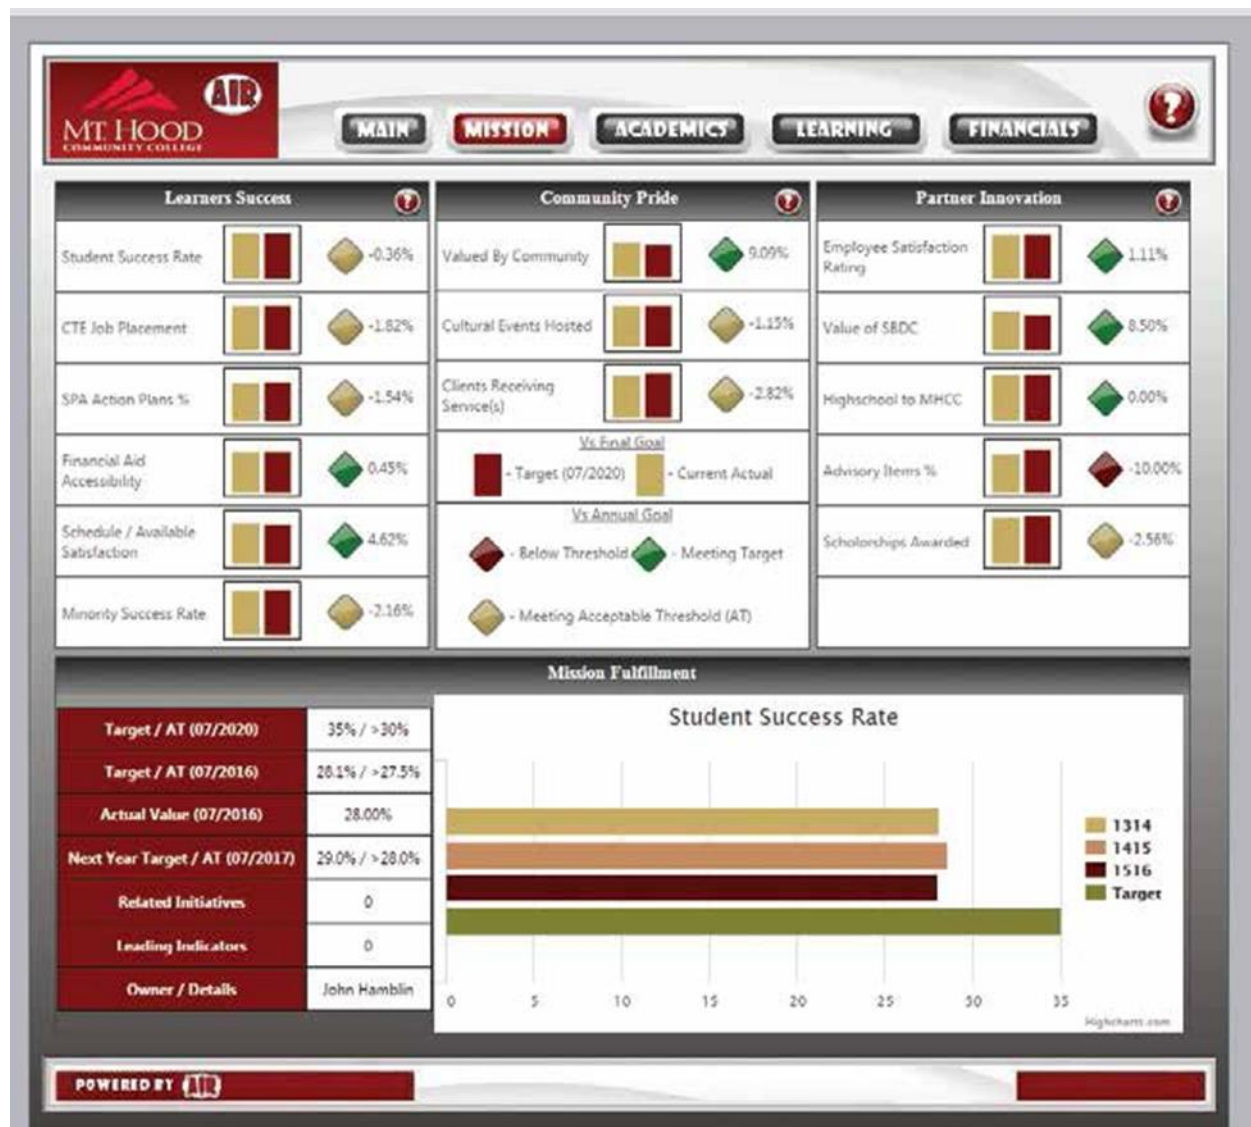 AIR
MT. HOOD
COMMUNITY COLLEGE
MAIN
MISSION
ACADEMICS
LEARNING
FINANCIALS
?
Learners Success
?
Student Success Rate
-0.36%
CTE Job Placement
-1.82%
SPA Action Plans %
-1.54%
Financial Aid
Accessibility
0.45%
Schedule / Available
Satisfaction
4.62%
Minority Success Rate
-2.16%
Community Pride
?
Valued By Community
9.09%
Cultural Events Hosted
-1.15%
Clients Receiving
Service(s)
-2.82%
Vs Final Goal
- Target (07/2020)
- Current Actual
Vs Annual Goal
- Below Threshold
- Meeting Target
- Meeting Acceptable Threshold (AT)
Partner Innovation
?
Employee Satisfaction
Rating
1.11%
Value of SBDC
8.50%
Highschool to MHCC
0.00%
Advisory Items %
-10.00%
Scholorships Awarded
-2.56%
Mission Fulfillment
Target / AT (07/2020)
35% / >30%
Target / AT (07/2016)
28.1% / >27.5%
Actual Value (07/2016)
28.00%
Next Year Target / AT (07/2017)
29.0% / >28.0%
Related Initiatives
0
Leading Indicators
0
Owner / Details
John Hamblin
Student Success Rate
1314
1415
1516
Target
0 5 10 15 20 25 30 35
Highcharts.com
POWERED BY AIR